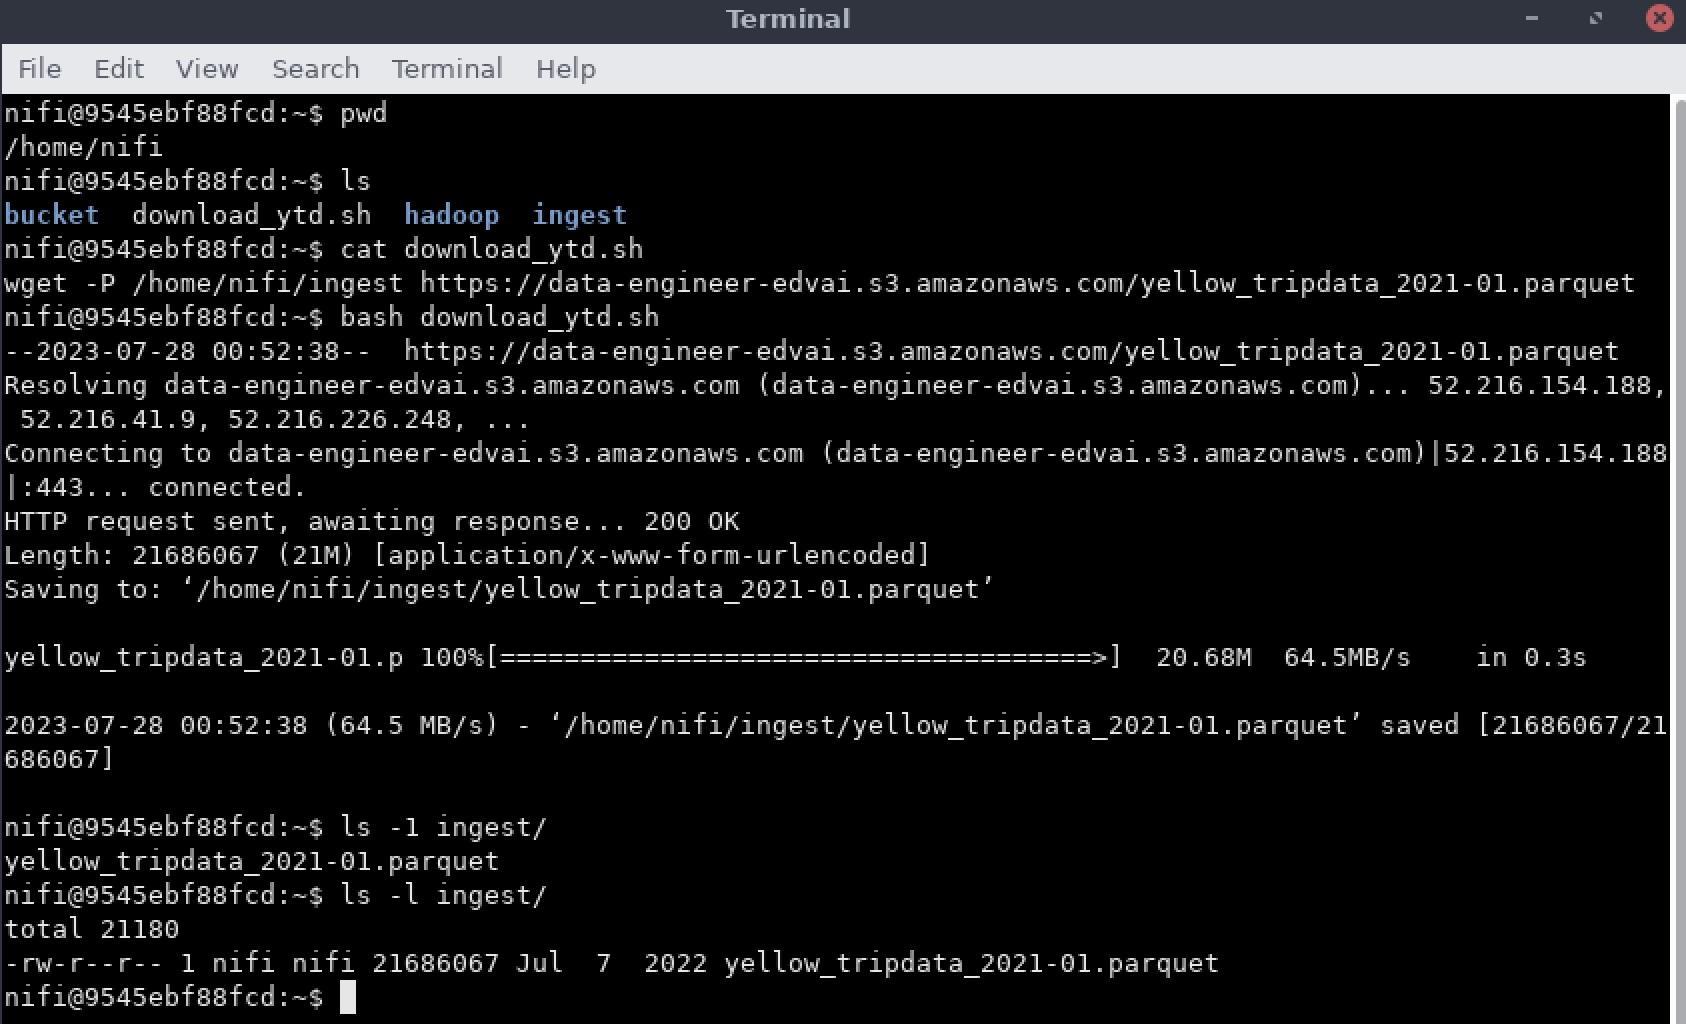 Terminal
File Edit View Search Terminal Help
nifi@9545ebf88fcd:~$ pwd
/home/nifi
nifi@9545ebf88fcd:~$ ls
bucket  download_ytd.sh  hadoop  ingest
nifi@9545ebf88fcd:~$ cat download_ytd.sh
wget -P /home/nifi/ingest https://data-engineer-edvai.s3.amazonaws.com/yellow_tripdata_2021-01.parquet
nifi@9545ebf88fcd:~$ bash download_ytd.sh
--2023-07-28 00:52:38--  https://data-engineer-edvai.s3.amazonaws.com/yellow_tripdata_2021-01.parquet
Resolving data-engineer-edvai.s3.amazonaws.com (data-engineer-edvai.s3.amazonaws.com)... 52.216.154.188,
 52.216.41.9, 52.216.226.248, ...
Connecting to data-engineer-edvai.s3.amazonaws.com (data-engineer-edvai.s3.amazonaws.com)|52.216.154.188
|:443... connected.
HTTP request sent, awaiting response... 200 OK
Length: 21686067 (21M) [application/x-www-form-urlencoded]
Saving to: ‘/home/nifi/ingest/yellow_tripdata_2021-01.parquet’
yellow_tripdata_2021-01.p 100%[=====================================>]  20.68M  64.5MB/s    in 0.3s
2023-07-28 00:52:38 (64.5 MB/s) - ‘/home/nifi/ingest/yellow_tripdata_2021-01.parquet’ saved [21686067/21
686067]
nifi@9545ebf88fcd:~$ ls -1 ingest/
yellow_tripdata_2021-01.parquet
nifi@9545ebf88fcd:~$ ls -l ingest/
total 21180
-rw-r--r-- 1 nifi nifi 21686067 Jul  7  2022 yellow_tripdata_2021-01.parquet
nifi@9545ebf88fcd:~$